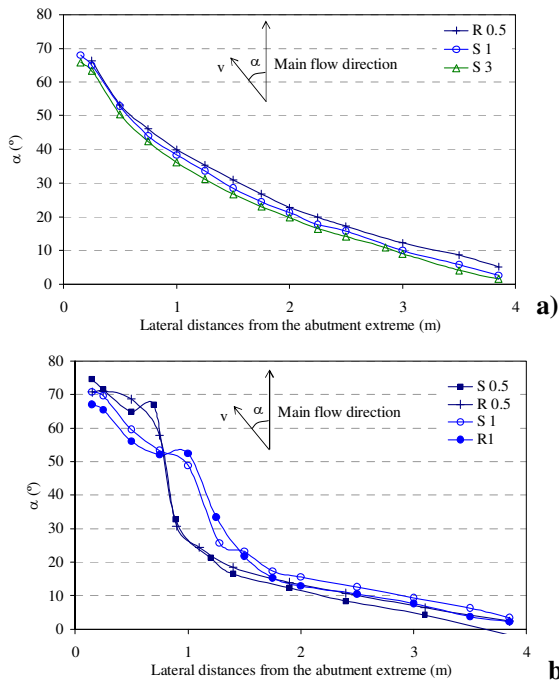 80
70
60
50
40
30
20
10
0
α (º)
R 0.5
S 1
S 3
v
α
Main flow direction
0 1 2 3 4
Lateral distances from the abutment extreme (m)
a)
80
70
60
50
40
30
20
10
0
α (º)
S 0.5
R 0.5
S 1
R1
v
α
Main flow direction
0 1 2 3 4
Lateral distances from the abutment extreme (m)
b